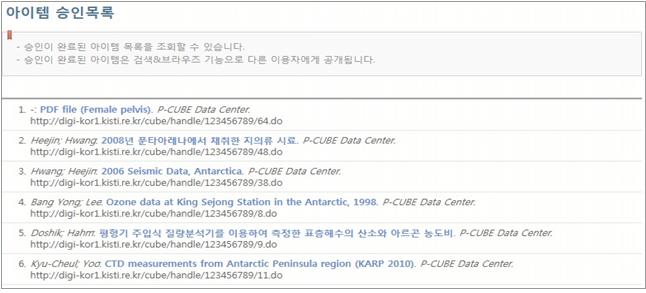 아이템 승인목록
- 승인이 완료된 아이템 목록을 조회할 수 있습니다.
- 승인이 완료된 아이템은 검색&브라우즈 기능으로 다른 이용자에게 공개됩니다.
1. -: PDF file (Female pelvis). P-CUBE Data Center.
http://digi-kor1.kisti.re.kr/cube/handle/123456789/64.do
2. Heejin; Hwang: 2008년 푼타아레나에서 채취한 지의류 시료. P-CUBE Data Center.
http://digi-kor1.kisti.re.kr/cube/handle/123456789/48.do
3. Hwang; Heejin: 2006 Seismic Data, Antarctica. P-CUBE Data Center.
http://digi-kor1.kisti.re.kr/cube/handle/123456789/38.do
4. Bang Yong; Lee: Ozone data at King Sejong Station in the Antarctic, 1998. P-CUBE Data Center.
http://digi-kor1.kisti.re.kr/cube/handle/123456789/8.do
5. Doshik; Hahm: 평형기 주입식 질량분석기를 이용하여 측정한 표층해수의 산소와 아르곤 농도비. P-CUBE Data Center.
http://digi-kor1.kisti.re.kr/cube/handle/123456789/9.do
6. Kyu-Cheul; Yoo: CTD measurements from Antarctic Peninsula region (KARP 2010). P-CUBE Data Center.
http://digi-kor1.kisti.re.kr/cube/handle/123456789/11.do